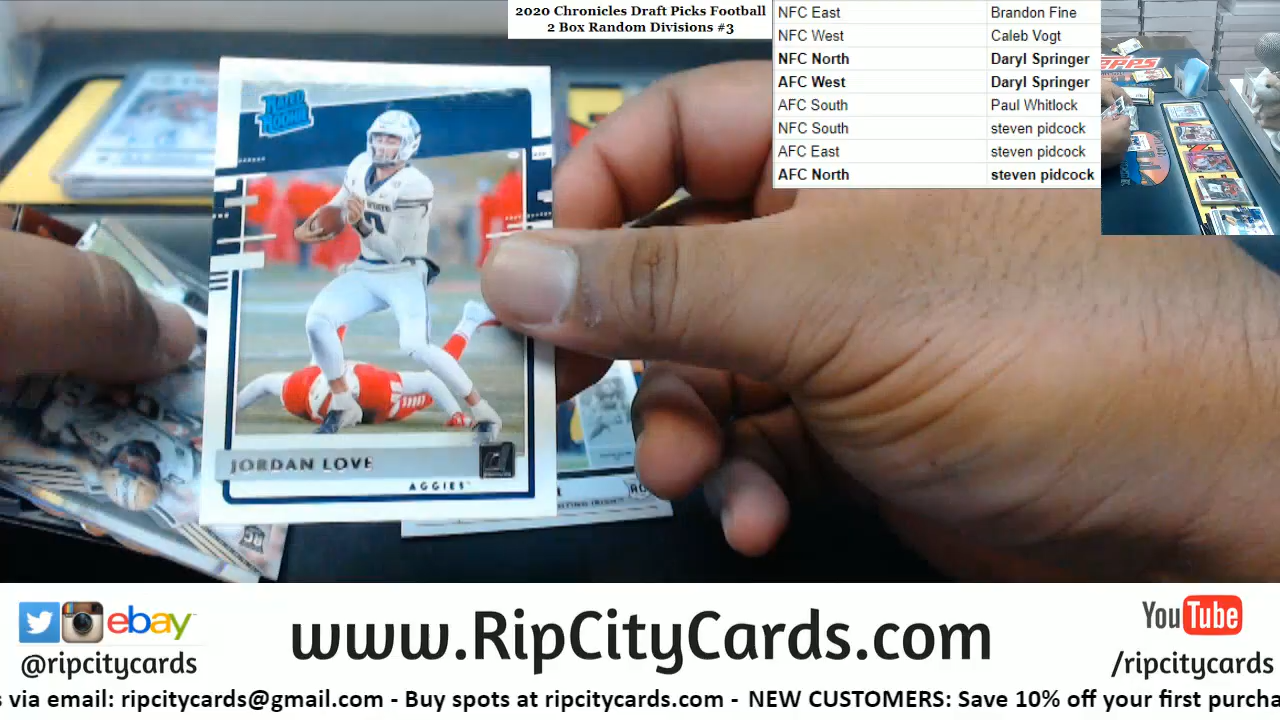 2020 Chronicles Draft Picks Football
2 Box Random Divisions #3
NFC East Brandon Fine
NFC West Caleb Vogt
NFC North Daryl Springer
AFC West Daryl Springer
AFC South Paul Whitlock
NFC South steven pidcock
AFC East steven pidcock
AFC North steven pidcock
RATED
ROOKIE
JORDAN LOVE
AGGIES
ebay
@ripcitycards
www.RipCityCards.com
YouTube
/ripcitycards
s via email: ripcitycards@gmail.com - Buy spots at ripcitycards.com - NEW CUSTOMERS: Save 10% off your first purcha